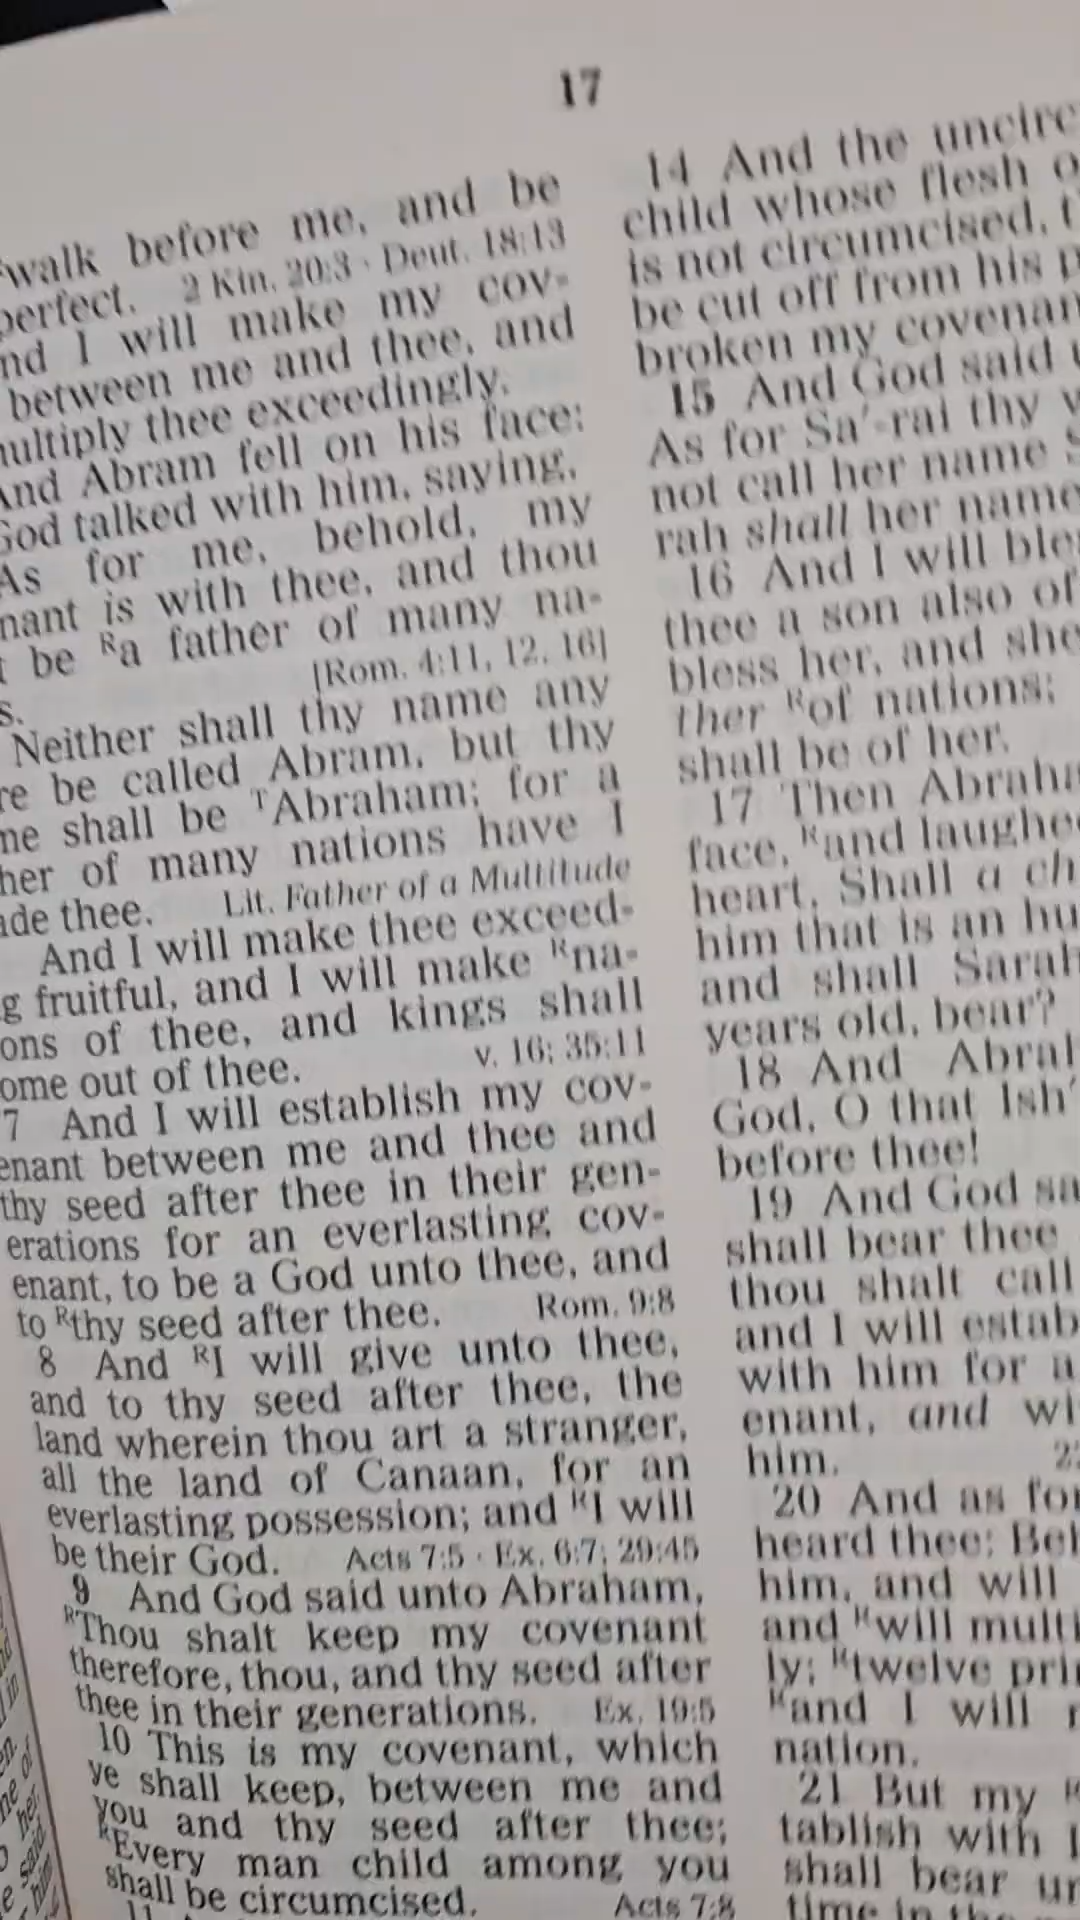 17
walk before me, and be
perfect. 2 Kin. 20:3 · Deut. 18:13
nd I will make my cov-
between me and thee, and
multiply thee exceedingly.
And Abram fell on his face:
God talked with him, saying,
As for me, behold, my
nant is with thee, and thou
t be ᴿa father of many na-
s. [Rom. 4:11, 12, 16]
Neither shall thy name any
re be called Abram, but thy
me shall be ᵀAbraham; for a
her of many nations have I
ade thee. Lit. Father of a Multitude
And I will make thee exceed-
g fruitful, and I will make ᴿna-
ons of thee, and kings shall
ome out of thee. v. 16; 35:11
7 And I will establish my cov-
enant between me and thee and
thy seed after thee in their gen-
erations for an everlasting cov-
enant, to be a God unto thee, and
to ᴿthy seed after thee. Rom. 9:8
8 And ᴿI will give unto thee,
and to thy seed after thee, the
land wherein thou art a stranger,
all the land of Canaan, for an
everlasting possession; and ᴿI will
be their God. Acts 7:5 · Ex. 6:7; 29:45
9 And God said unto Abraham,
ᴿThou shalt keep my covenant
therefore, thou, and thy seed after
thee in their generations. Ex. 19:5
10 This is my covenant, which
ye shall keep, between me and
you and thy seed after thee;
ᴿEvery man child among you
shall be circumcised. Acts 7:8
11
14 And the uncirc
child whose flesh o
is not circumcised, t
be cut off from his p
broken my covenan
15 And God said u
As for Sa′-rai thy w
not call her name S
rah shall her name
16 And I will ble
thee a son also of
bless her, and she
ther ᴿof nations;
shall be of her.
17 Then Abraha
face, ᴿand laughe
heart, Shall a ch
him that is an hu
and shall Sarah
years old, bear?
18 And Abral
God, O that Ish′
before thee!
19 And God sa
shall bear thee
thou shalt call
and I will estab
with him for a
enant, and wi
him. 22
20 And as for
heard thee: Beh
him, and will
and ᴿwill multi
ly; ᴿtwelve prin
ᴿand I will r
nation.
21 But my ᴿ
tablish with I
shall bear un
time in the